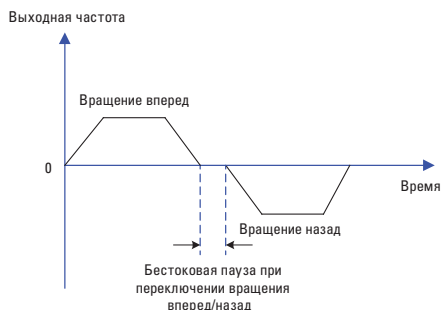 Выходная частота
Вращение вперед
0
Время
Вращение назад
Бестоковая пауза при
переключении вращения
вперед/назад